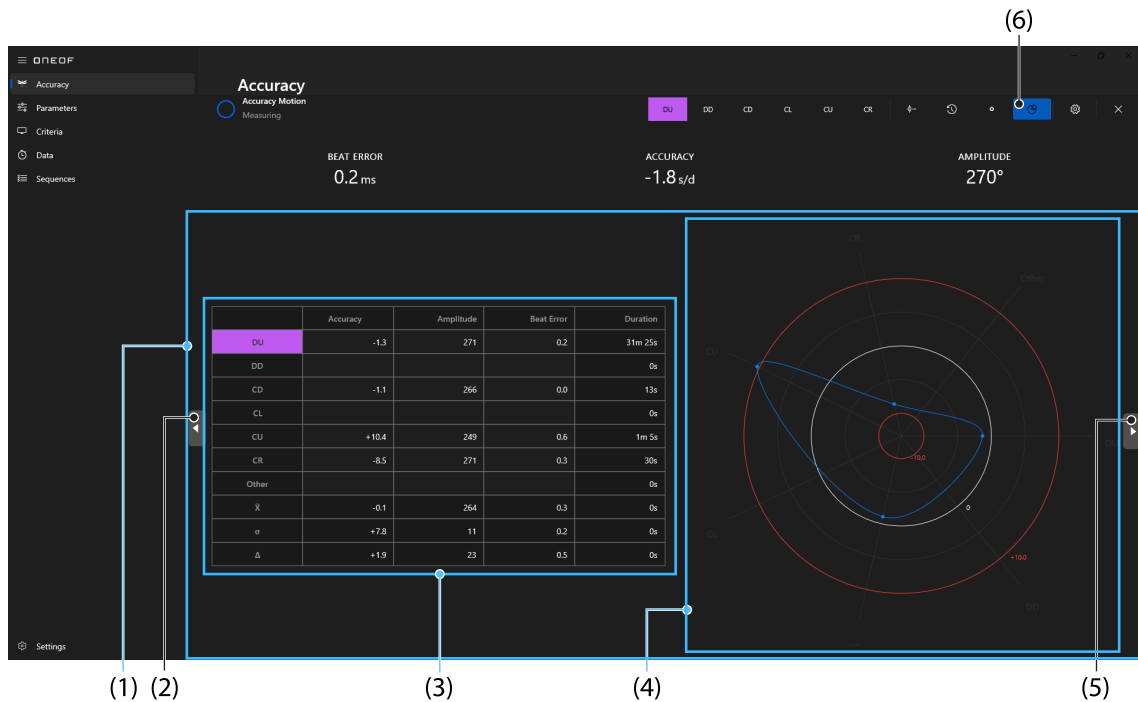 (6)
ONEOF
Accuracy
Parameters
Criteria
Data
Sequences
Settings
Accuracy
Accuracy Motion
Measuring
DU DD CD CL CU CR
BEAT ERROR ACCURACY AMPLITUDE
0.2 ms -1.8 s/d 270°
Accuracy Amplitude Beat Error Duration
DU -1.3 271 0.2 31m 25s
DD 0s
CD -1.1 266 0.0 13s
CL 0s
CU +10.4 249 0.6 1m 5s
CR -8.5 271 0.3 30s
Other 0s
X̄ -0.1 264 0.3 0s
σ +7.8 11 0.2 0s
Δ +1.9 23 0.5 0s
CR
Other
CD
DU
-10.0
0
CL
+10.0
DD
(1) (2) (3) (4) (5)